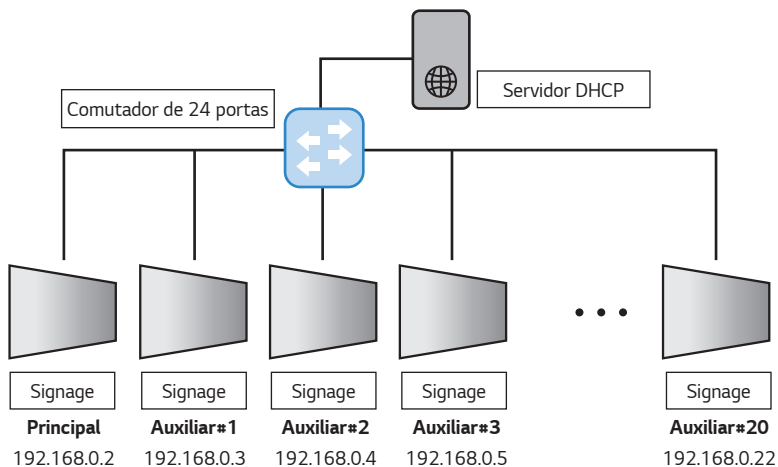 Servidor DHCP
Comutador de 24 portas
Signage Signage Signage Signage Signage
Principal Auxiliar#1 Auxiliar#2 Auxiliar#3 Auxiliar#20
192.168.0.2 192.168.0.3 192.168.0.4 192.168.0.5 192.168.0.22